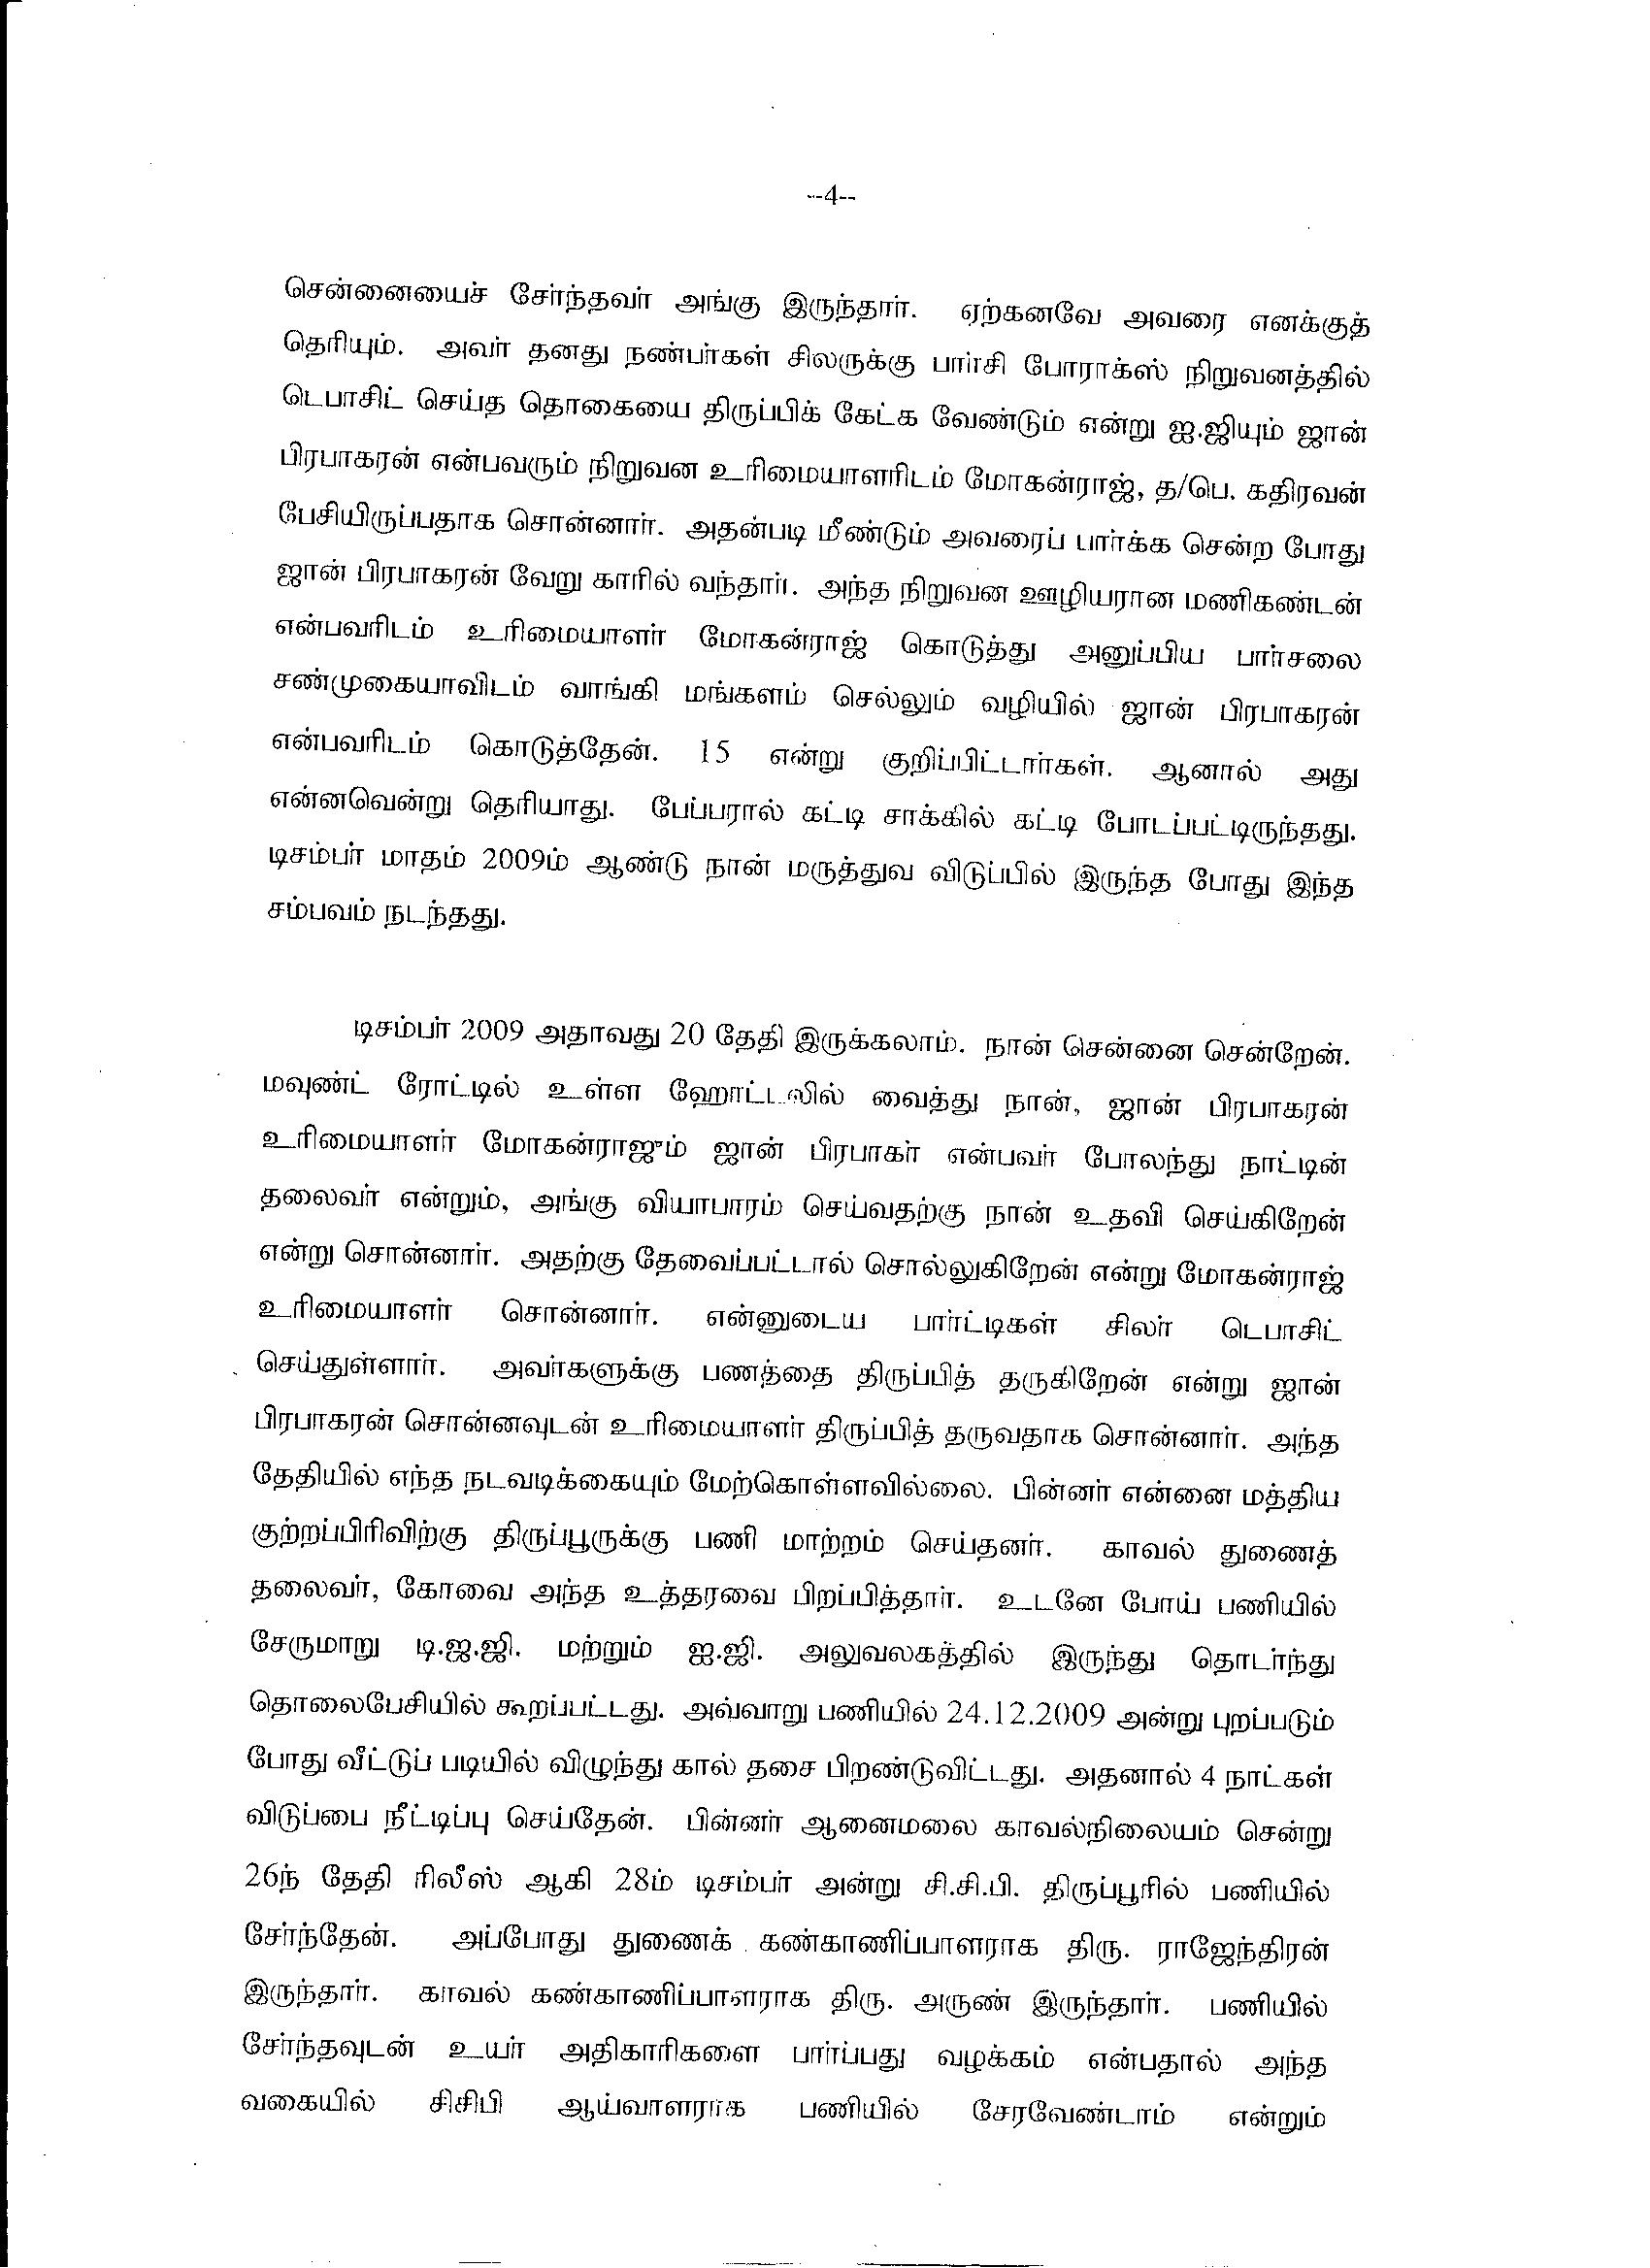 --4--
சென்னையைச் சேர்ந்தவர் அங்கு இருந்தார். ஏற்கனவே அவரை எனக்குத்
தெரியும். அவர் தனது நண்பர்கள் சிலருக்கு பார்சி போராக்ஸ் நிறுவனத்தில்
டெபாசிட் செய்த தொகையை திருப்பிக் கேட்க வேண்டும் என்று ஐ.ஜியும் ஜான்
பிரபாகரன் என்பவரும் நிறுவன உரிமையாளரிடம் மோகன்ராஜ், த/பெ. கதிரவன்
பேசியிருப்பதாக சொன்னார். அதன்படி மீண்டும் அவரைப் பார்க்க சென்ற போது
ஜான் பிரபாகரன் வேறு காரில் வந்தார். அந்த நிறுவன ஊழியரான மணிகண்டன்
என்பவரிடம் உரிமையாளர் மோகன்ராஜ் கொடுத்து அனுப்பிய பார்சலை
சண்முகையாவிடம் வாங்கி மங்களம் செல்லும் வழியில் ஜான் பிரபாகரன்
என்பவரிடம் கொடுத்தேன். 15 என்று குறிப்பிட்டார்கள். ஆனால் அது
என்னவென்று தெரியாது. பேப்பரால் கட்டி சாக்கில் கட்டி போடப்பட்டிருந்தது.
டிசம்பர் மாதம் 2009ம் ஆண்டு நான் மருத்துவ விடுப்பில் இருந்த போது இந்த
சம்பவம் நடந்தது.
டிசம்பர் 2009 அதாவது 20 தேதி இருக்கலாம். நான் சென்னை சென்றேன்.
மவுண்ட் ரோட்டில் உள்ள ஹோட்டலில் வைத்து நான், ஜான் பிரபாகரன்
உரிமையாளர் மோகன்ராஜும் ஜான் பிரபாகர் என்பவர் போலந்து நாட்டின்
தலைவர் என்றும், அங்கு வியாபாரம் செய்வதற்கு நான் உதவி செய்கிறேன்
என்று சொன்னார். அதற்கு தேவைப்பட்டால் சொல்லுகிறேன் என்று மோகன்ராஜ்
உரிமையாளர் சொன்னார். என்னுடைய பார்ட்டிகள் சிலர் டெபாசிட்
செய்துள்ளார். அவர்களுக்கு பணத்தை திருப்பித் தருகிறேன் என்று ஜான்
பிரபாகரன் சொன்னவுடன் உரிமையாளர் திருப்பித் தருவதாக சொன்னார். அந்த
தேதியில் எந்த நடவடிக்கையும் மேற்கொள்ளவில்லை. பின்னர் என்னை மத்திய
குற்றப்பிரிவிற்கு திருப்பூருக்கு பணி மாற்றம் செய்தனர். காவல் துணைத்
தலைவர், கோவை அந்த உத்தரவை பிறப்பித்தார். உடனே போய் பணியில்
சேருமாறு டி.ஐ.ஜி. மற்றும் ஐ.ஜி. அலுவலகத்தில் இருந்து தொடர்ந்து
தொலைபேசியில் கூறப்பட்டது. அவ்வாறு பணியில் 24.12.2009 அன்று புறப்படும்
போது வீட்டுப் படியில் விழுந்து கால் தசை பிறண்டுவிட்டது. அதனால் 4 நாட்கள்
விடுப்பை நீட்டிப்பு செய்தேன். பின்னர் ஆனைமலை காவல்நிலையம் சென்று
26ந் தேதி ரிலீஸ் ஆகி 28ம் டிசம்பர் அன்று சி.சி.பி. திருப்பூரில் பணியில்
சேர்ந்தேன். அப்போது துணைக் கண்காணிப்பாளராக திரு. ராஜேந்திரன்
இருந்தார். காவல் கண்காணிப்பாளராக திரு. அருண் இருந்தார். பணியில்
சேர்ந்தவுடன் உயர் அதிகாரிகளை பார்ப்பது வழக்கம் என்பதால் அந்த
வகையில் சிசிபி ஆய்வாளராக பணியில் சேரவேண்டாம் என்றும்